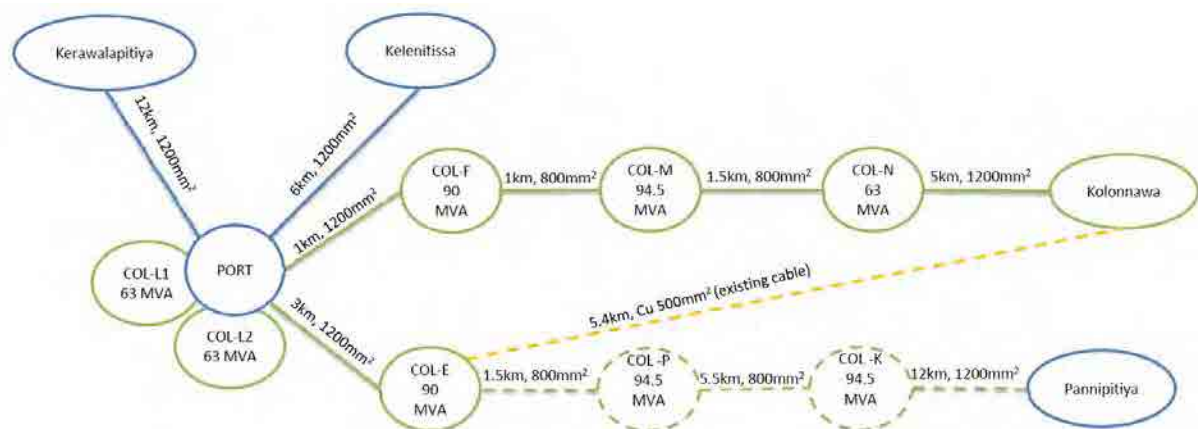 Kerawalapitiya
Kelenitissa
12km, 1200mm²
6km, 1200mm²
COL-F
90
MVA
1km, 800mm²
COL-M
94.5
MVA
1.5km, 800mm²
COL-N
63
MVA
5km, 1200mm²
Kolonnawa
1km, 1200mm²
PORT
COL-L1
63 MVA
COL-L2
63 MVA
3km, 1200mm²
5.4km, Cu 500mm² (existing cable)
COL-E
90
MVA
1.5km, 800mm²
COL -P
94.5
MVA
5.5km, 800mm²
COL -K
94.5
MVA
12km, 1200mm²
Pannipitiya